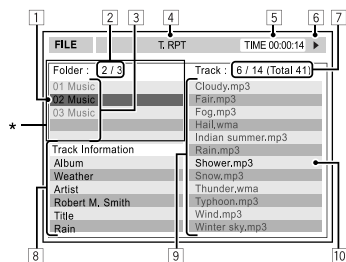 1 2 3 4 5 6 7
FILE T. RPT TIME 00:00:14
Folder : 2 / 3 Track : 6 / 14 (Total 41)
01 Music
02 Music
03 Music
*
Cloudy.mp3
Fair.mp3
Fog.mp3
Hail,wma
Indian summer.mp3
Rain.mp3
Shower.mp3
Snow,mp3
Thunder,wma
Typhoon.mp3
Wind.mp3
Winter sky.mp3
Track Information
Album
Weather
Artist
Robert M, Smith
Title
Rain
8 9 10